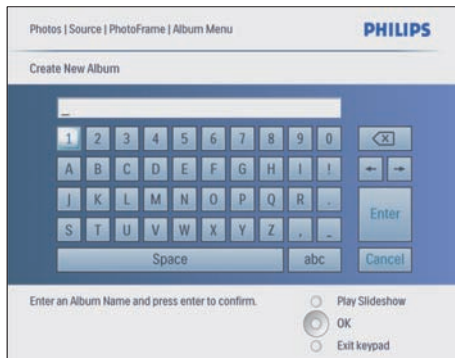 Photos | Source | PhotoFrame | Album Menu PHILIPS
Create New Album
_
1 2 3 4 5 6 7 8 9 0
A B C D E F G H I ! ← →
J K L M N O P Q R .
Enter
S T U V W X Y Z , _
Space abc Cancel
Enter an Album Name and press enter to confirm.
Play Slideshow
OK
Exit keypad